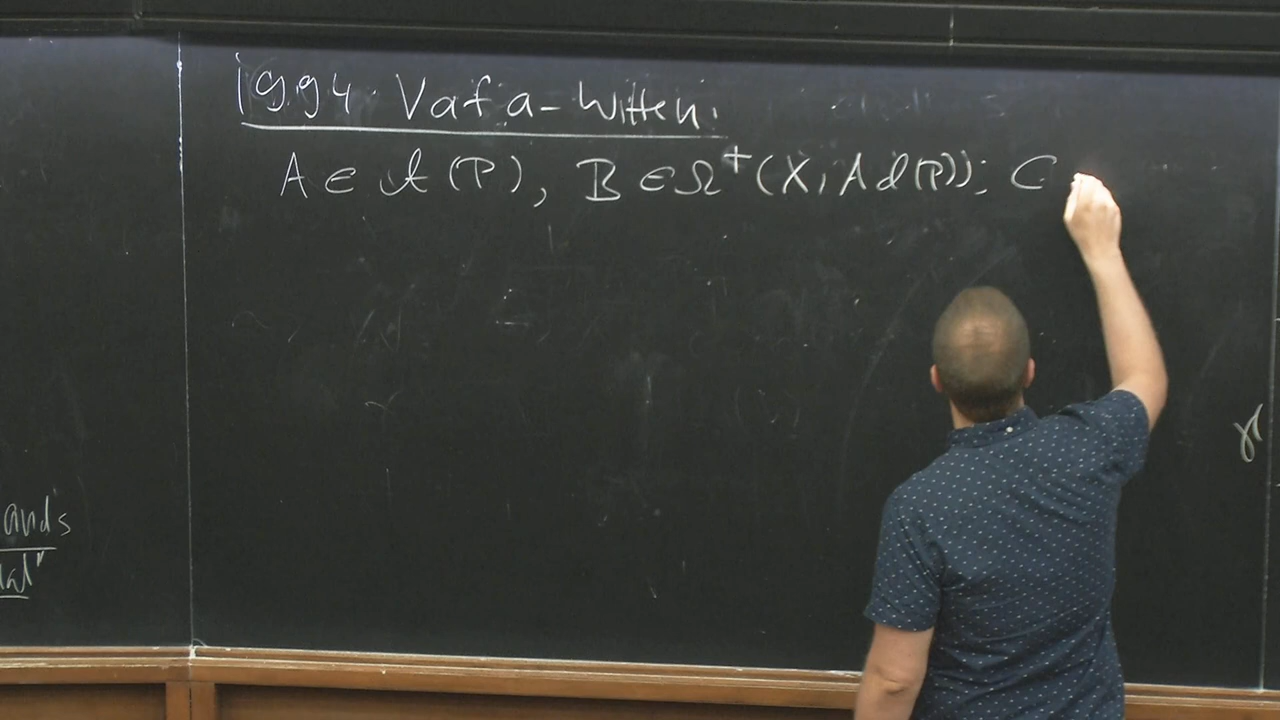 1994. Vafa-Witten.
A ∈ 𝒜(P), B ∈ Ω⁺(X, Ad(P)); C
ands
γ